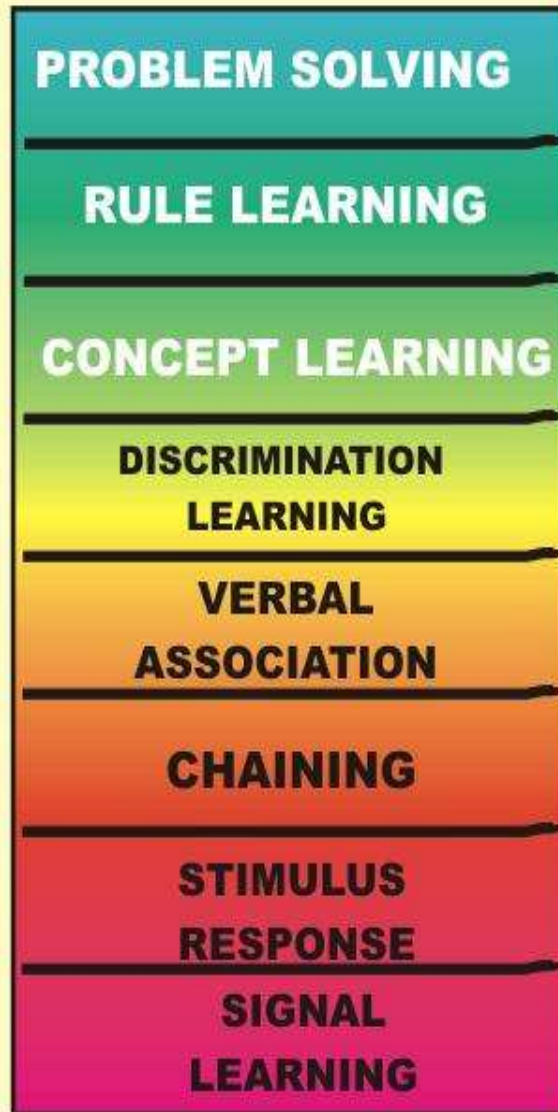 PROBLEM SOLVING
RULE LEARNING
CONCEPT LEARNING
DISCRIMINATION
LEARNING
VERBAL
ASSOCIATION
CHAINING
STIMULUS
RESPONSE
SIGNAL
LEARNING